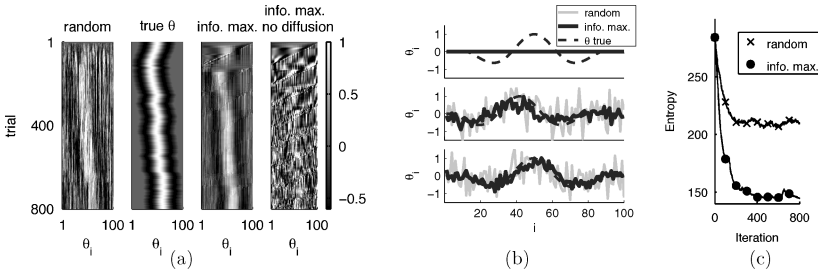 random
true θ
info. max.
info. max.
no diffusion
trial
1
400
800
1 100
1 100
1 100
1 100
θi
θi
θi
θi
1
0.5
0
−0.5
(a)
random
info. max.
θ true
θi
1
0
−1
θi
1
0
−1
θi
1
0
−1
20 40 60 80 100
i
(b)
random
info. max.
Entropy
250
200
150
0 400 800
Iteration
(c)